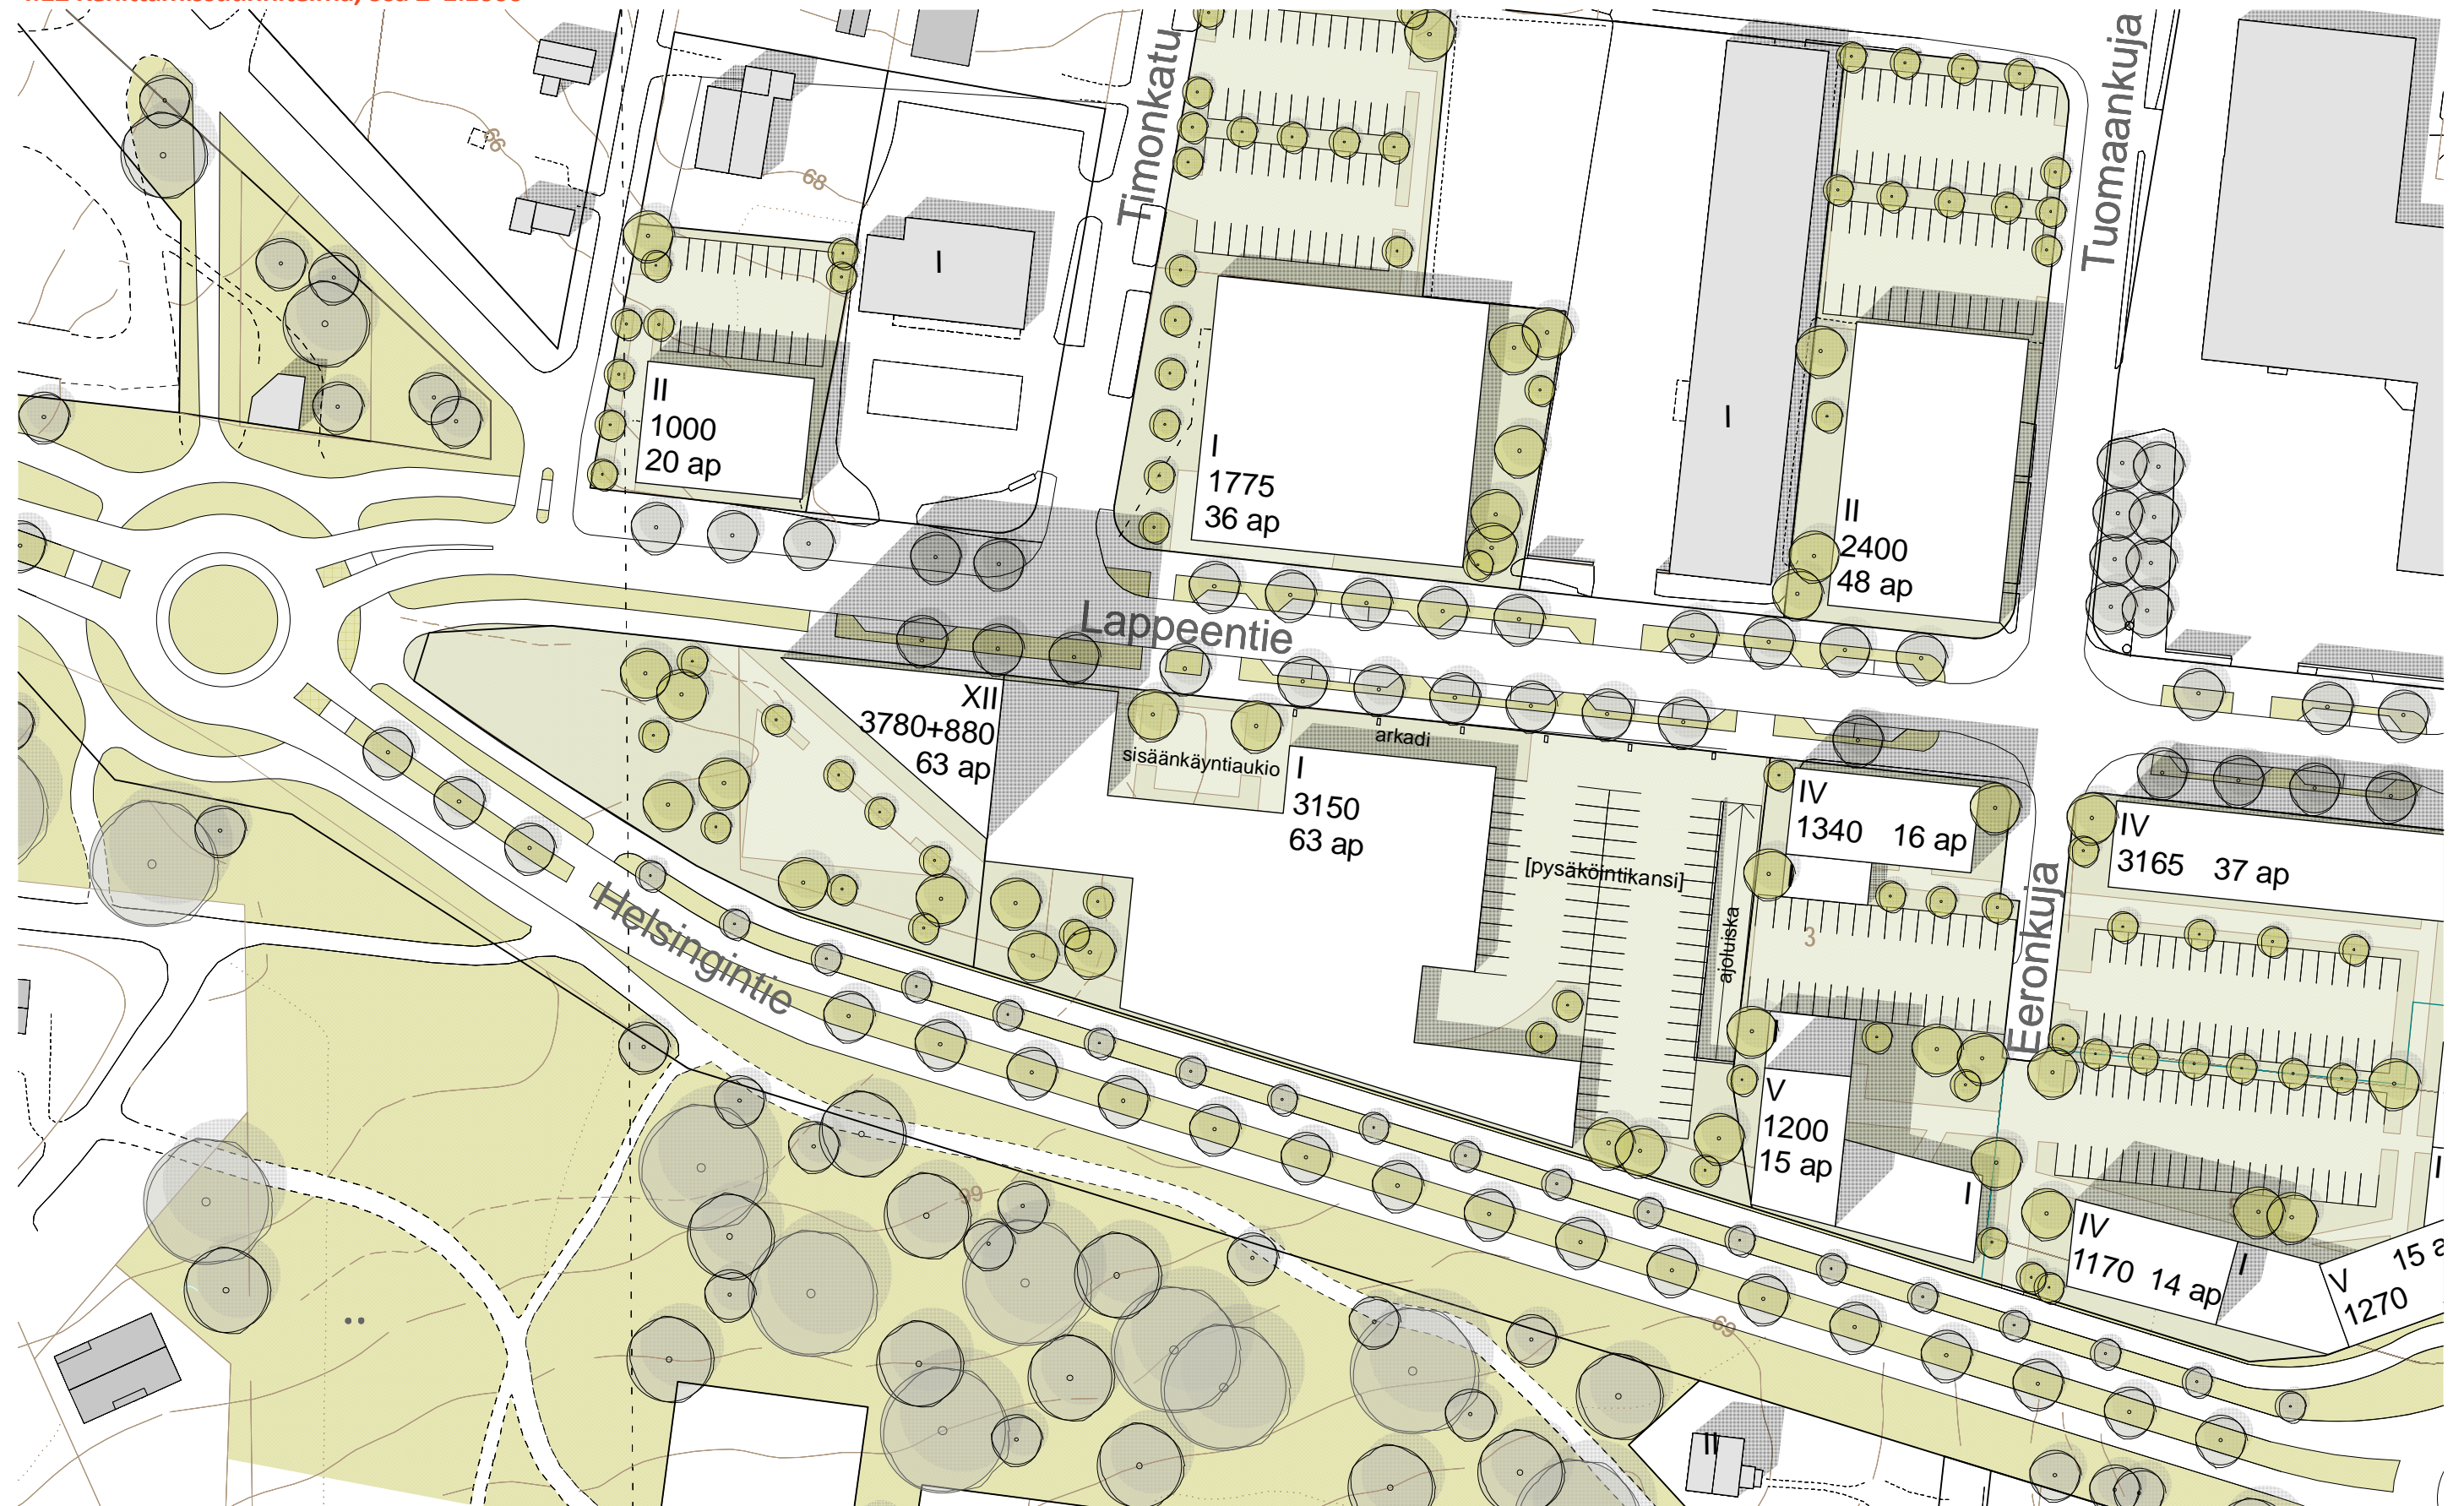 Timonkatu
Tuomaankuja
66
68
I
I
II
1000
20 ap
I
1775
36 ap
II
2400
48 ap
Lappeentie
XII
3780+880
63 ap
sisäänkäyntiaukio
arkadi
I
3150
63 ap
[pysäköintikansi]
ajoluiska
IV
1340 16 ap
3
IV
3165 37 ap
Helsingintie
Eeronkuja
V
1200
15 ap
I
IV
1170 14 ap
I
I
V
1270
69
II